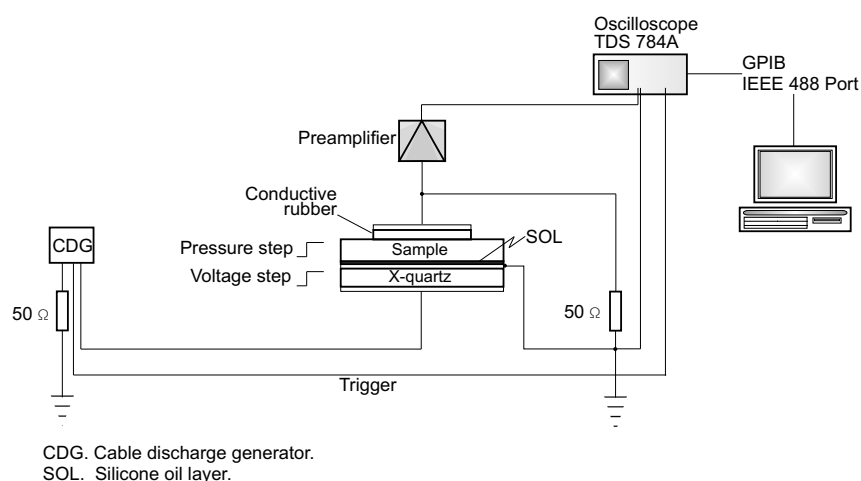 Oscilloscope
TDS 784A
GPIB
IEEE 488 Port
Preamplifier
Conductive
rubber
CDG
Pressure step
Sample
SOL
Voltage step
X-quartz
50 Ω
50 Ω
Trigger
CDG. Cable discharge generator.
SOL. Silicone oil layer.